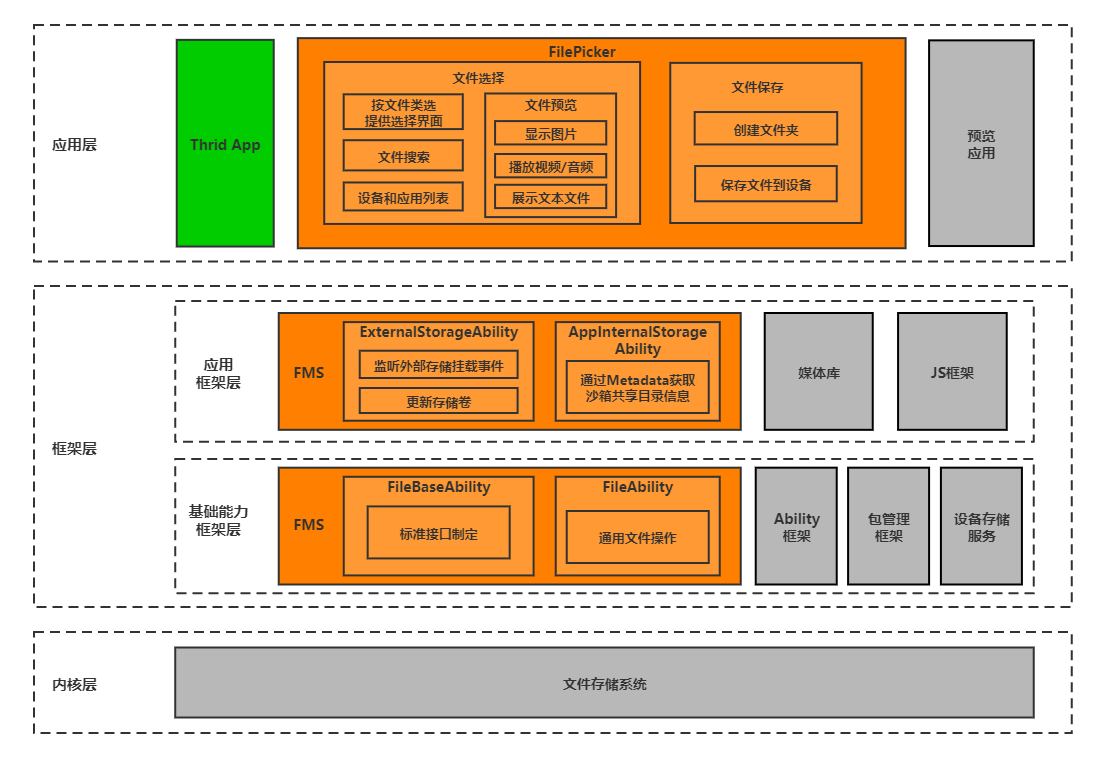 应用层
Thrid App
FilePicker
文件选择
按文件类选
提供选择界面
文件搜索
设备和应用列表
文件预览
显示图片
播放视频/音频
展示文本文件
文件保存
创建文件夹
保存文件到设备
预览
应用
框架层
应用
框架层
FMS
ExternalStorageAbility
监听外部存储挂载事件
更新存储卷
AppInternalStorage
Ability
通过Metadata获取
沙箱共享目录信息
媒体库
JS框架
基础能力
框架层
FMS
FileBaseAbility
标准接口制定
FileAbility
通用文件操作
Ability
框架
包管理
框架
设备存储
服务
内核层
文件存储系统